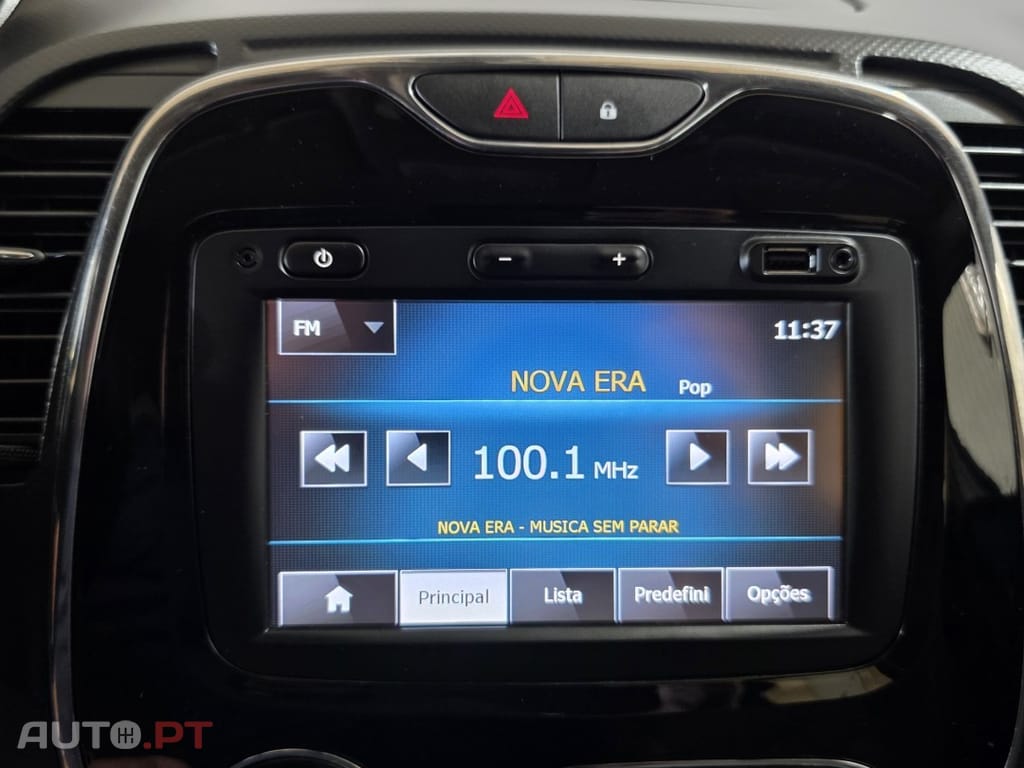 FM
11:37
NOVA ERA Pop
100.1 MHz
NOVA ERA - MUSICA SEM PARAR
Principal Lista Predefini Opções
AUTO.PT